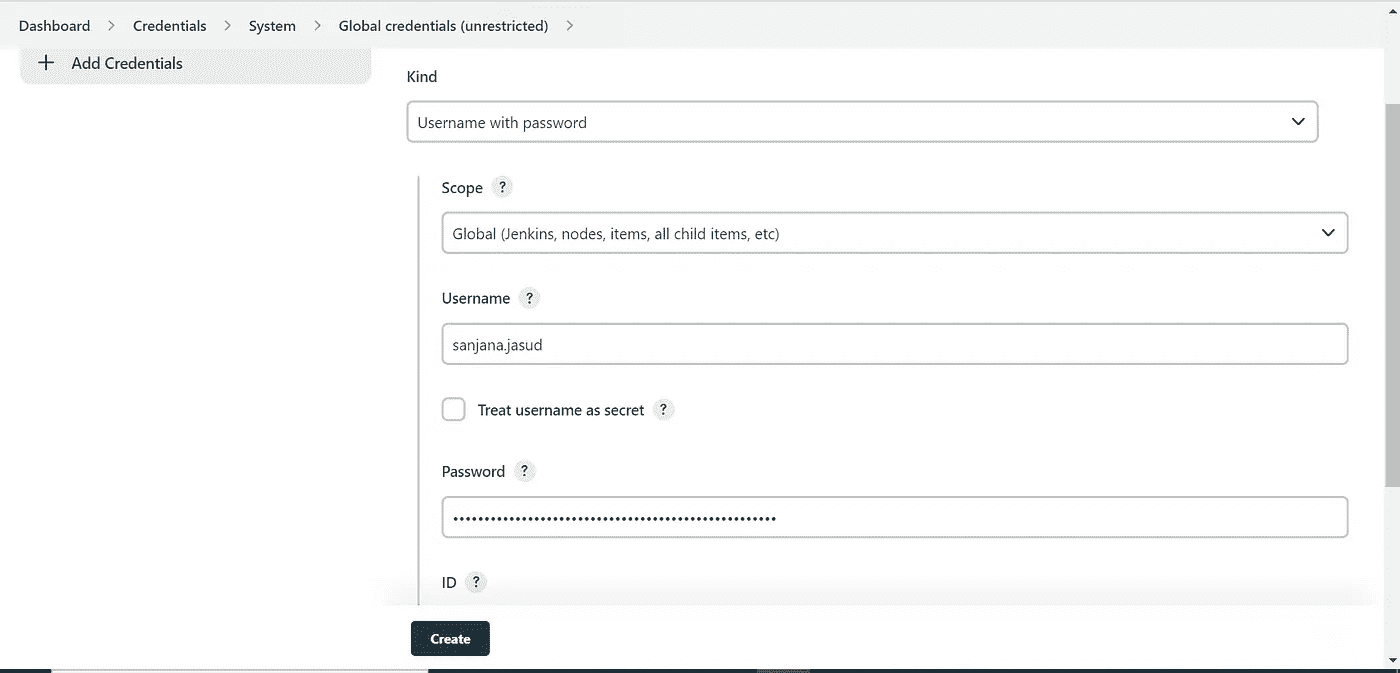 Dashboard > Credentials > System > Global credentials (unrestricted) >
+ Add Credentials
Kind
Username with password
Scope ?
Global (Jenkins, nodes, items, all child items, etc)
Username ?
sanjana.jasud
Treat username as secret ?
Password ?
••••••••••••••••••••••••••••••••••••••••••••••••••••
ID ?
Create